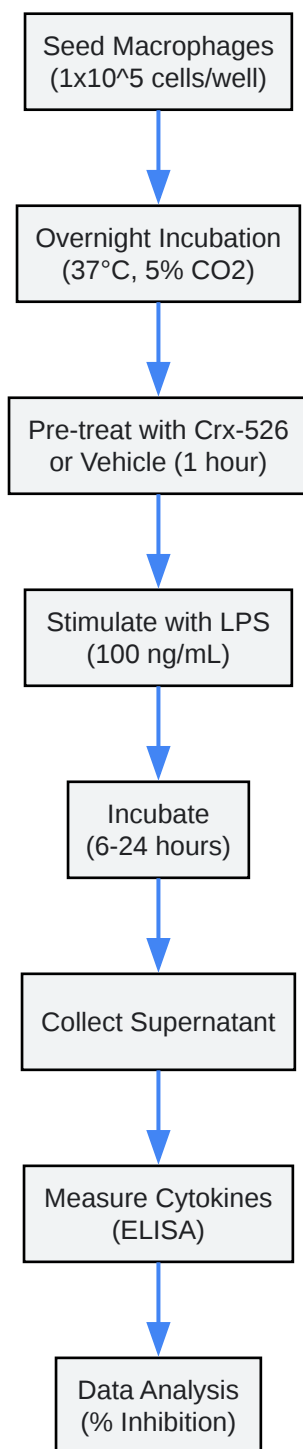 Seed Macrophages
(1x10^5 cells/well)
Overnight Incubation
(37°C, 5% CO2)
Pre-treat with Crx-526
or Vehicle (1 hour)
Stimulate with LPS
(100 ng/mL)
Incubate
(6-24 hours)
Collect Supernatant
Measure Cytokines
(ELISA)
Data Analysis
(% Inhibition)